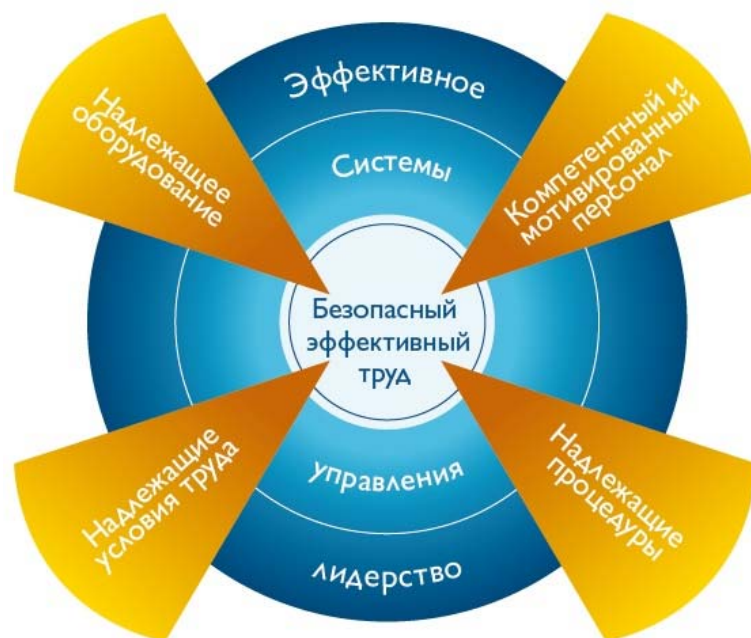 Эффективное
Системы
Надлежащее
оборудование
Компетентный и
мотивированный
персонал
Безопасный
эффективный
труд
Надлежащие
условия труда
управления
лидерство
Надлежащие
процедуры